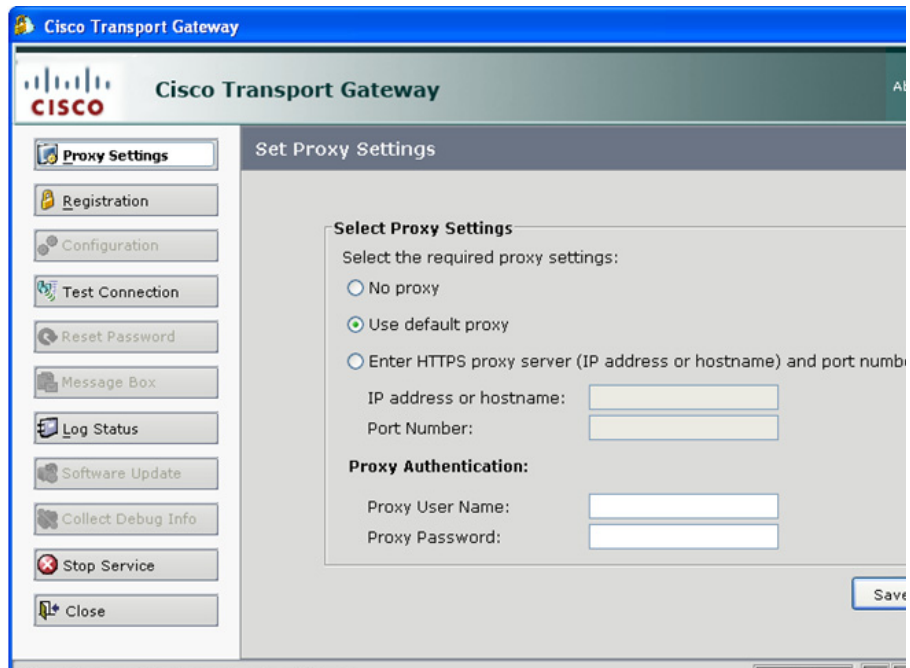 Cisco Transport Gateway
CISCO
Cisco Transport Gateway
Proxy Settings
Registration
Configuration
Test Connection
Reset Password
Message Box
Log Status
Software Update
Collect Debug Info
Stop Service
Close
Set Proxy Settings
Select Proxy Settings
Select the required proxy settings:
No proxy
Use default proxy
Enter HTTPS proxy server (IP address or hostname) and port
IP address or hostname:
Port Number:
Proxy Authentication:
Proxy User Name:
Proxy Password:
Save